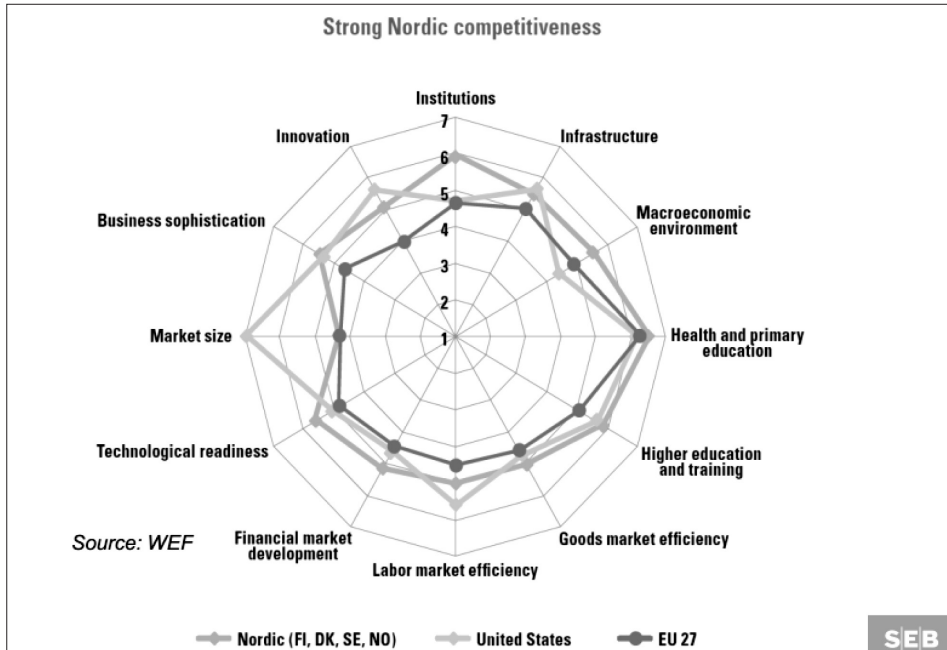 Strong Nordic competitiveness
Institutions
Innovation
Infrastructure
Business sophistication
Macroeconomic
environment
Market size
Health and primary
education
Technological readiness
Higher education
and training
Financial market
development
Goods market efficiency
Labor market efficiency
7
6
5
4
3
2
1
Source: WEF
Nordic (FI, DK, SE, NO)
United States
EU 27
SEB